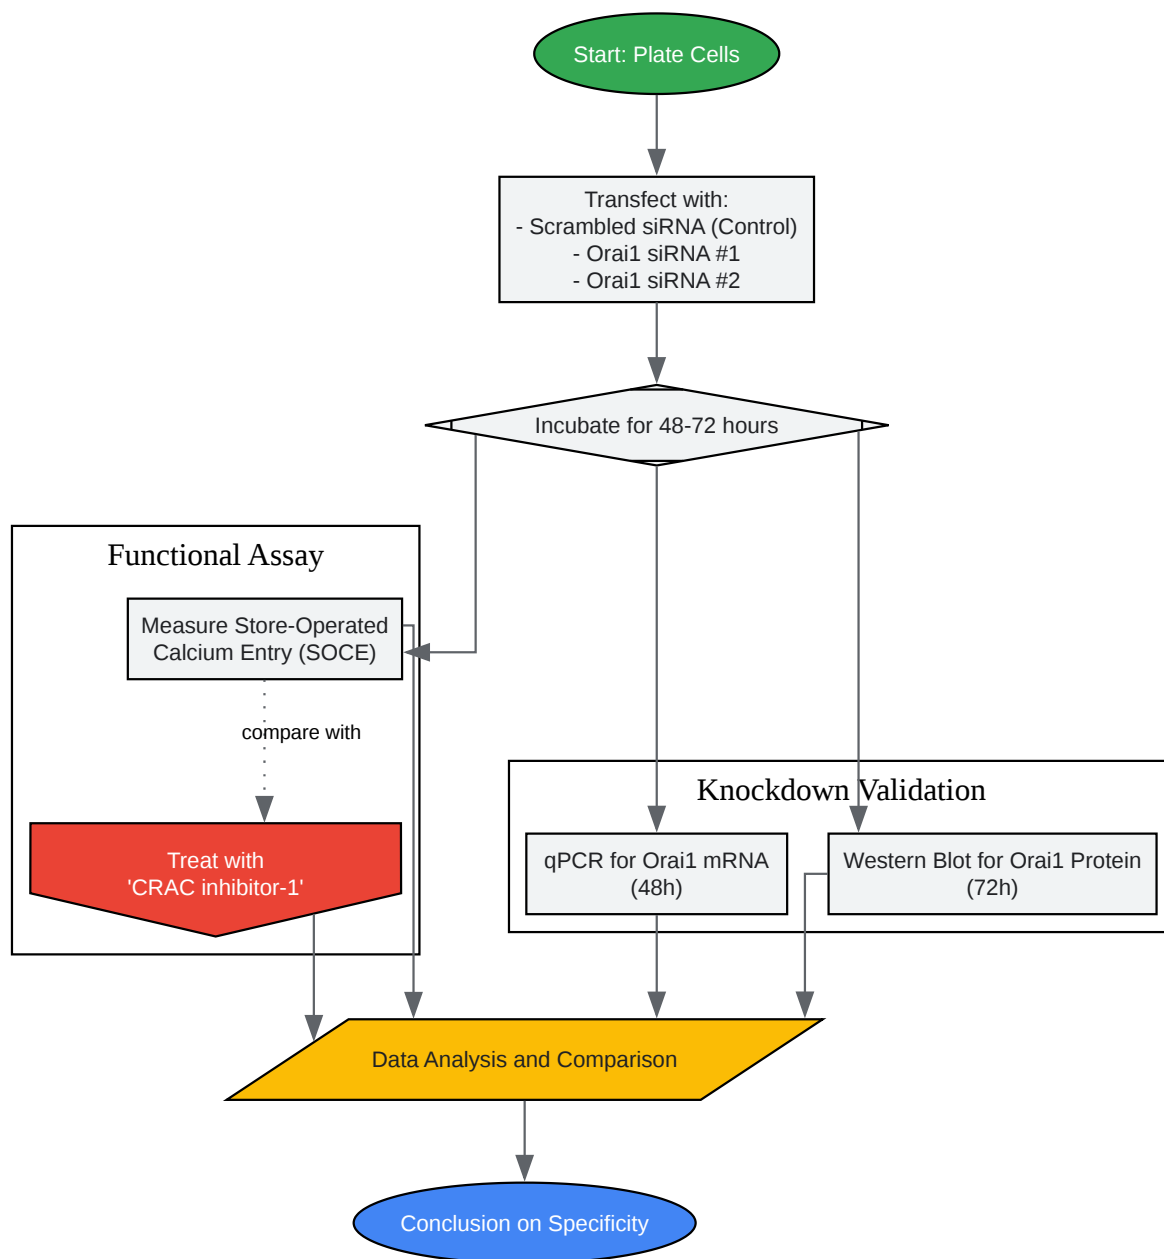 Start: Plate Cells
Transfect with:
- Scrambled siRNA (Control)
- Orai1 siRNA #1
- Orai1 siRNA #2
Incubate for 48-72 hours
Functional Assay
Measure Store-Operated
Calcium Entry (SOCE)
compare with
Treat with
'CRAC inhibitor-1'
Knockdown Validation
qPCR for Orai1 mRNA
(48h)
Western Blot for Orai1 Protein
(72h)
Data Analysis and Comparison
Conclusion on Specificity